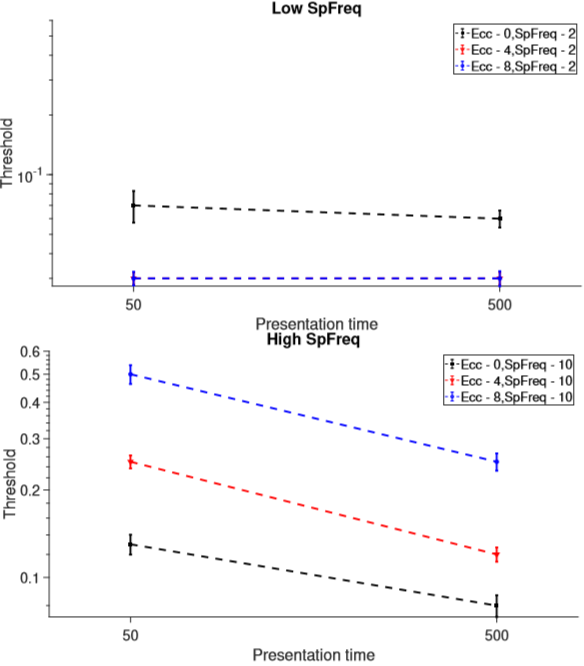 Low SpFreq
Ecc - 0,SpFreq - 2
Ecc - 4,SpFreq - 2
Ecc - 8,SpFreq - 2
Threshold
10^-1
50
500
Presentation time
High SpFreq
0.6
0.5
0.4
0.3
0.2
0.1
Ecc - 0,SpFreq - 10
Ecc - 4,SpFreq - 10
Ecc - 8,SpFreq - 10
Threshold
50
500
Presentation time